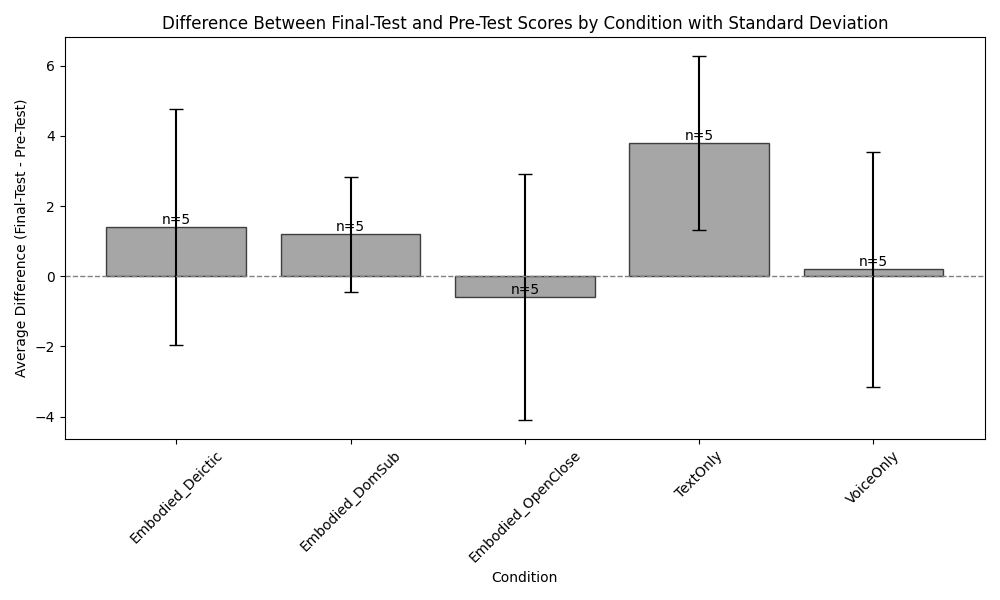 Difference Between Final-Test and Pre-Test Scores by Condition with Standard Deviation
Average Difference (Final-Test - Pre-Test)
6
4
2
0
−2
−4
n=5
n=5
n=5
n=5
n=5
Embodied_Deictic
Embodied_DomSub
Embodied_OpenClose
TextOnly
VoiceOnly
Condition